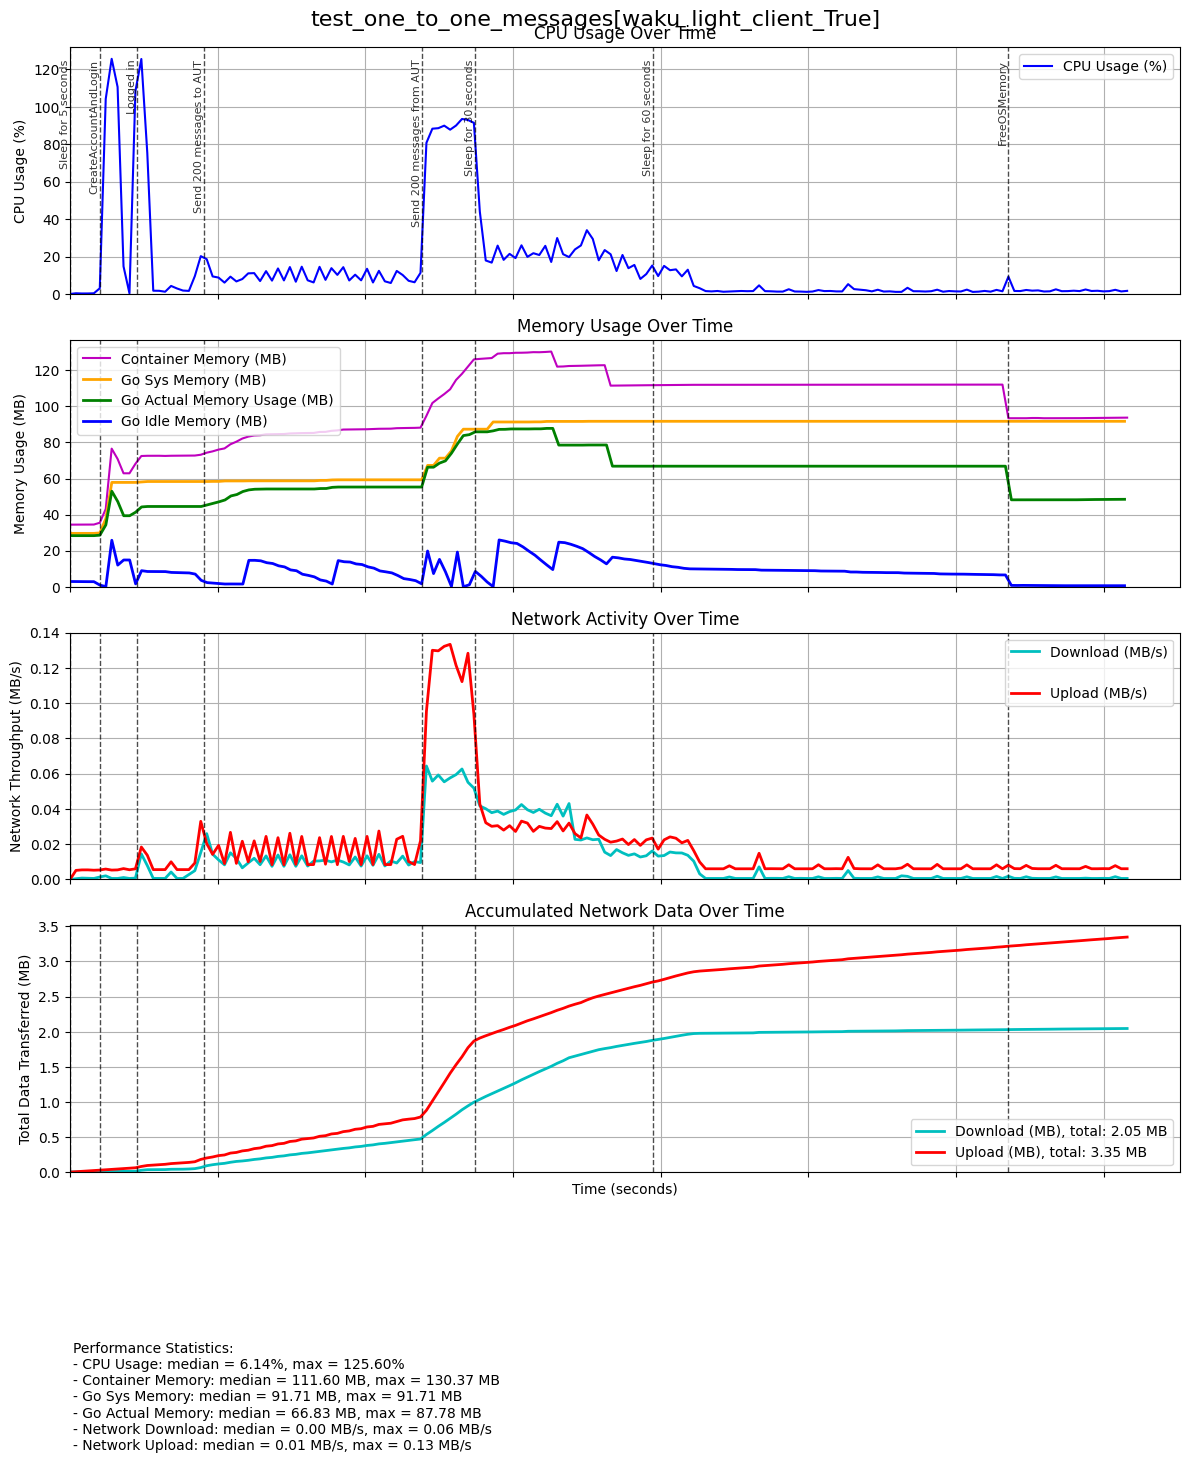 test_one_to_one_messages[waku_light_client_True]
CPU Usage Over Time
CPU Usage (%)
120
100
80
60
40
20
0
Sleep for 5 seconds
CreateAccountAndLogin
Logged in
Send 200 messages to AUT
Send 200 messages from AUT
Sleep for 30 seconds
Sleep for 60 seconds
FreeOSMemory
CPU Usage (%)
Memory Usage Over Time
Memory Usage (MB)
120
100
80
60
40
20
0
Container Memory (MB)
Go Sys Memory (MB)
Go Actual Memory Usage (MB)
Go Idle Memory (MB)
Network Activity Over Time
Network Throughput (MB/s)
0.14
0.12
0.10
0.08
0.06
0.04
0.02
0.00
Download (MB/s)
Upload (MB/s)
Accumulated Network Data Over Time
Total Data Transferred (MB)
3.5
3.0
2.5
2.0
1.5
1.0
0.5
0.0
Download (MB), total: 2.05 MB
Upload (MB), total: 3.35 MB
Time (seconds)
Performance Statistics:
- CPU Usage: median = 6.14%, max = 125.60%
- Container Memory: median = 111.60 MB, max = 130.37 MB
- Go Sys Memory: median = 91.71 MB, max = 91.71 MB
- Go Actual Memory: median = 66.83 MB, max = 87.78 MB
- Network Download: median = 0.00 MB/s, max = 0.06 MB/s
- Network Upload: median = 0.01 MB/s, max = 0.13 MB/s